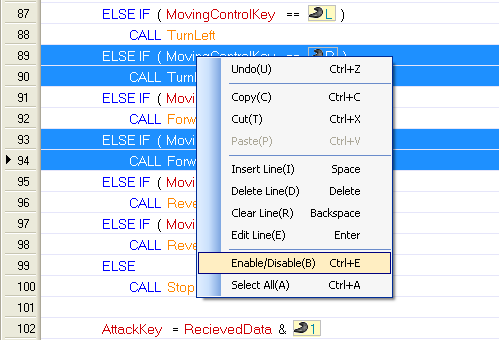 87 ELSE IF ( MovingControlKey == L )
88 CALL TurnLeft
89 ELSE IF ( MovingControlKey == R )
90 CALL Turn
91 ELSE IF ( Movi
92 CALL Forw
93 ELSE IF ( Movi
94 CALL Forw
95 ELSE IF ( Movi
96 CALL Reve
97 ELSE IF ( Movi
98 CALL Reve
99 ELSE
100 CALL Stop
101
102 AttackKey = RecievedData & 1
Undo(U) Ctrl+Z
Copy(C) Ctrl+C
Cut(T) Ctrl+X
Paste(P) Ctrl+V
Insert Line(I) Space
Delete Line(D) Delete
Clear Line(R) Backspace
Edit Line(E) Enter
Enable/Disable(B) Ctrl+E
Select All(A) Ctrl+A